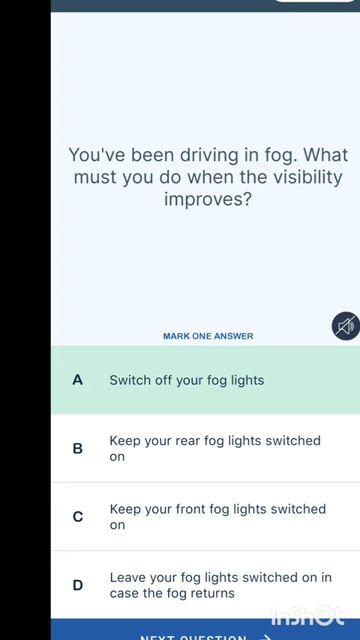 You've been driving in fog. What
must you do when the visibility
improves?
MARK ONE ANSWER
A Switch off your fog lights
B Keep your rear fog lights switched
on
C Keep your front fog lights switched
on
D Leave your fog lights switched on in
case the fog returns
InShOt
NEXT QUESTION